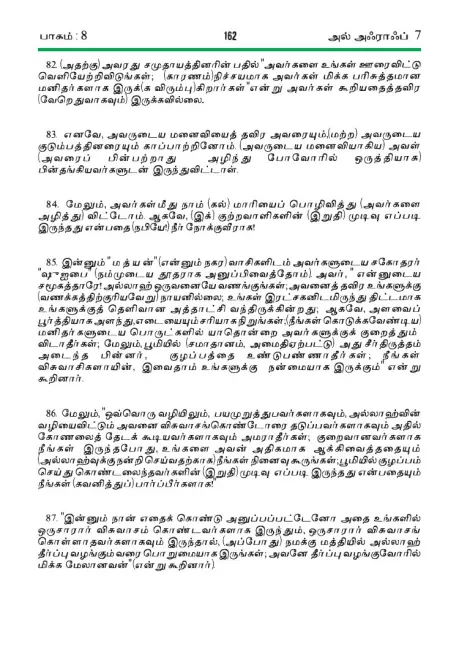 பாகம் : 8 162 அல் அஃராஃப் 7
82. (அதற்கு) அவரது சமுதாயத்தினரின் பதில் "அவர்களை உங்கள் ஊரைவிட்டு
வெளியேற்றிவிடுங்கள்; (காரணம்)நிச்சயமாக அவர்கள் மிக்க பரிசுத்தமான
மனிதர்களாக இருக்(க விரும்பு)கிறார்கள்" என்று அவர்கள் கூறியதைத்தவிர
(வேறெதுவாகவும்) இருக்கவில்லை.
83. எனவே, அவருடைய மனைவியைத் தவிர அவரையும்,(மற்ற) அவருடைய
குடும்பத்தினரையும் காப்பாற்றினோம். (அவருடைய மனைவியாகிய) அவள்
(அவரைப் பின்பற்றாது அழிந்து போவோரில் ஒருத்தியாக)
பின்தங்கியவர்களுடன் இருந்துவிட்டாள்.
84. மேலும், அவர்கள்மீது நாம் (கல்) மாரியைப் பொழிவித்து (அவர்களை
அழித்து) விட்டோம். ஆகவே, (இக்) குற்றவாளிகளின் (இறுதி) முடிவு எப்படி
இருந்தது என்பதை(நபியே!) நீர் நோக்குவீராக!
85. இன்னும் "மத்யன்" (என்னும் நகர) வாசிகளிடம் அவர்களுடைய சகோதரர்
"ஷுஐபை" (நம்முடைய தூதராக அனுப்பிவைத்தோம்). அவர், " என்னுடைய
சமூகத்தாரே! அல்லாஹ் ஒருவனையே வணங்குங்கள்; அவனைத் தவிர உங்களுக்கு
(வணக்கத்திற்குரிய வேறு) நாயனில்லை; உங்கள் இரட்சகனிடமிருந்து திட்டமாக
உங்களுக்குத் தெளிவான அத்தாட்சி வந்திருக்கின்றது; ஆகவே, அளவைப்
பூர்த்தியாக அளந்து,எடையையும் சரியாக நிறுங்கள்;(நீங்கள் கொடுக்கவேண்டிய)
மனிதர்களுடைய பொருட்களில் யாதொன்றை அவர்களுக்குக் குறைத்தும்
விடாதீர்கள்; மேலும்,பூமியில் (சமாதானம், அமைதிஏற்பட்டு) அது சீர்திருத்தம்
அடைந்த பின்னர், குழப்பத்தை உண்டுபண்ணாதீர்கள்; நீங்கள்
விசுவாசிகளாயின், இவைதாம் உங்களுக்கு நன்மையாக இருக்கும்" என்று
கூறினார்.
86. மேலும், "ஒவ்வொரு வழியிலும், பயமுறுத்துபவர்களாகவும், அல்லாஹ்வின்
வழியைவிட்டும் அவனை விசுவாசங்கொண்டோரை தடுப்பவர்களாகவும் அதில்
கோணலைத் தேடக் கூடியவர்களாகவும் அமராதீர்கள்; குறைவானவர்களாக
நீங்கள் இருந்தபோது, உங்களை அவன் அதிகமாக ஆக்கிவைத்ததையும்
(அல்லாஹ்வுக்கு நன்றி செய்வதற்காக)நீங்கள் நினைவு கூருங்கள்;பூமியில் குழப்பம்
செய்து கொண்டலைந்தவர்களின் (இறுதி) முடிவு எப்படி இருந்தது என்பதையும்
நீங்கள் (கவனித்துப்) பார்ப்பீர்களாக!
87. "இன்னும் நான் எதைக் கொண்டு அனுப்பப்பட்டேனோ அதை உங்களில்
ஒருசாரார் விசுவாசம் கொண்டவர்களாக இருந்தும், ஒருசாரார் விசுவாசங்
கொள்ளாதவர்களாகவும் இருந்தால், (அப்போது) நமக்கு மத்தியில் அல்லாஹ்
தீர்ப்பு வழங்கும்வரை பொறுமையாக இருங்கள்; அவனே தீர்ப்பு வழங்குவோரில்
மிக்க மேலானவன்" (என்று கூறினார்).